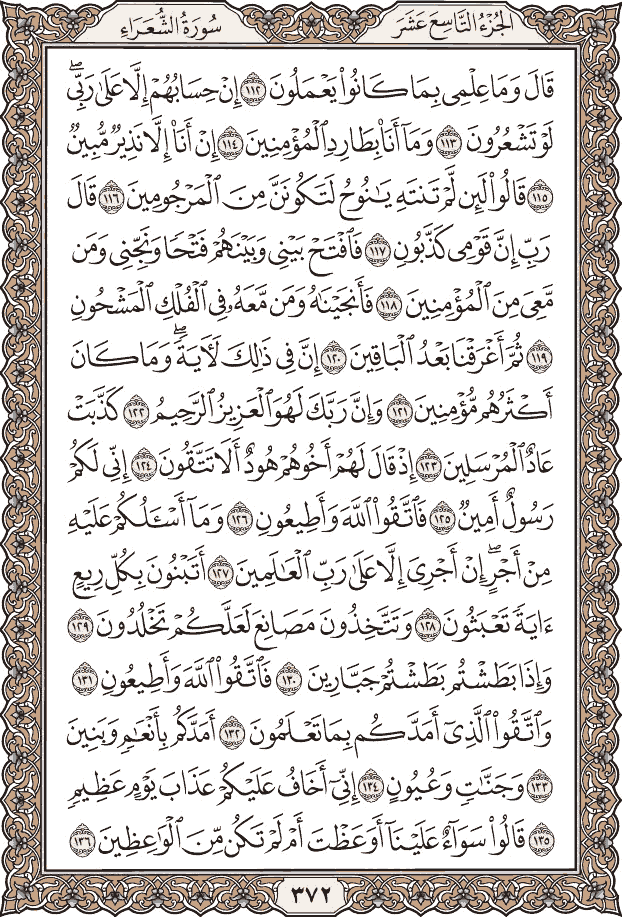 الجُزْءُ التَّاسِعَ عَشَرَ
سُورَةُ الشُّعَرَاءِ
قَالَ وَمَا عِلْمِي بِمَا كَانُوا۟ يَعْمَلُونَ ١١٢ إِنْ حِسَابُهُمْ إِلَّا عَلَىٰ رَبِّي ۖ
لَوْ تَشْعُرُونَ ١١٣ وَمَآ أَنَا۠ بِطَارِدِ ٱلْمُؤْمِنِينَ ١١٤ إِنْ أَنَا۠ إِلَّا نَذِيرٌ مُّبِينٌ
١١٥ قَالُوا۟ لَئِن لَّمْ تَنتَهِ يَٰنُوحُ لَتَكُونَنَّ مِنَ ٱلْمَرْجُومِينَ ١١٦ قَالَ
رَبِّ إِنَّ قَوْمِي كَذَّبُونِ ١١٧ فَٱفْتَحْ بَيْنِي وَبَيْنَهُمْ فَتْحًا وَنَجِّنِي وَمَن
مَّعِيَ مِنَ ٱلْمُؤْمِنِينَ ١١٨ فَأَنجَيْنَٰهُ وَمَن مَّعَهُۥ فِي ٱلْفُلْكِ ٱلْمَشْحُونِ
١١٩ ثُمَّ أَغْرَقْنَا بَعْدُ ٱلْبَاقِينَ ١٢٠ إِنَّ فِي ذَٰلِكَ لَءَايَةً ۖ وَمَا كَانَ
أَكْثَرُهُم مُّؤْمِنِينَ ١٢١ وَإِنَّ رَبَّكَ لَهُوَ ٱلْعَزِيزُ ٱلرَّحِيمُ ١٢٢ كَذَّبَتْ
عَادٌ ٱلْمُرْسَلِينَ ١٢٣ إِذْ قَالَ لَهُمْ أَخُوهُمْ هُودٌ أَلَا تَتَّقُونَ ١٢٤ إِنِّي لَكُمْ
رَسُولٌ أَمِينٌ ١٢٥ فَٱتَّقُوا۟ ٱللَّهَ وَأَطِيعُونِ ١٢٦ وَمَآ أَسْـَٔلُكُمْ عَلَيْهِ
مِنْ أَجْرٍ ۖ إِنْ أَجْرِيَ إِلَّا عَلَىٰ رَبِّ ٱلْعَٰلَمِينَ ١٢٧ أَتَبْنُونَ بِكُلِّ رِيعٍ
ءَايَةً تَعْبَثُونَ ١٢٨ وَتَتَّخِذُونَ مَصَانِعَ لَعَلَّكُمْ تَخْلُدُونَ ١٢٩
وَإِذَا بَطَشْتُم بَطَشْتُمْ جَبَّارِينَ ١٣٠ فَٱتَّقُوا۟ ٱللَّهَ وَأَطِيعُونِ ١٣١
وَٱتَّقُوا۟ ٱلَّذِيٓ أَمَدَّكُم بِمَا تَعْلَمُونَ ١٣٢ أَمَدَّكُم بِأَنْعَٰمٍ وَبَنِينَ
١٣٣ وَجَنَّٰتٍ وَعُيُونٍ ١٣٤ إِنِّيٓ أَخَافُ عَلَيْكُمْ عَذَابَ يَوْمٍ عَظِيمٍ
١٣٥ قَالُوا۟ سَوَآءٌ عَلَيْنَآ أَوَعَظْتَ أَمْ لَمْ تَكُن مِّنَ ٱلْوَٰعِظِينَ ١٣٦
٣٧٢